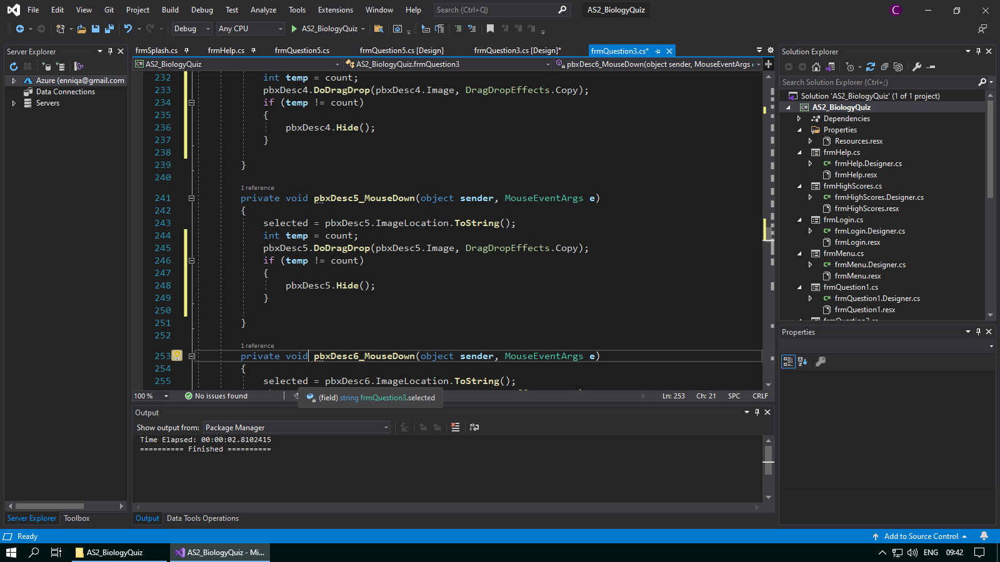 File Edit View Git Project Build Debug Test Analyze Tools Extensions Window Help Search (Ctrl+Q) AS2_BiologyQuiz C
Debug Any CPU AS2_BiologyQuiz
Server Explorer
Azure (enniqa@gmail.com
Data Connections
Servers
Server Explorer Toolbox
frmSplash.cs frmHelp.cs frmQuestion5.cs frmQuestion5.cs [Design] frmQuestion3.cs [Design]* frmQuestion3.cs*
C# AS2_BiologyQuiz AS2_BiologyQuiz.frmQuestion3 pbxDesc6_MouseDown(object sender, MouseEventArgs
232 int temp = count;
233 pbxDesc4.DoDragDrop(pbxDesc4.Image, DragDropEffects.Copy);
234 if (temp != count)
235 {
236 pbxDesc4.Hide();
237 }
238
239 }
240
1 reference
241 private void pbxDesc5_MouseDown(object sender, MouseEventArgs e)
242 {
243 selected = pbxDesc5.ImageLocation.ToString();
244 int temp = count;
245 pbxDesc5.DoDragDrop(pbxDesc5.Image, DragDropEffects.Copy);
246 if (temp != count)
247 {
248 pbxDesc5.Hide();
249 }
250
251 }
252
1 reference
253 private void pbxDesc6_MouseDown(object sender, MouseEventArgs e)
254 {
255 selected = pbxDesc6.ImageLocation.ToString();
100 % No issues found Ln: 253 Ch: 21 SPC CRLF
(field) string frmQuestion3.selected
Output
Show output from: Package Manager
Time Elapsed: 00:00:02.8102415
========== Finished ==========
Output Data Tools Operations
Solution Explorer
Search Solution Explorer (Ctrl+;)
Solution 'AS2_BiologyQuiz' (1 of 1 project)
C# AS2_BiologyQuiz
Dependencies
Properties
Resources.resx
frmHelp.cs
C# frmHelp.Designer.cs
frmHelp.resx
frmHighScores.cs
C# frmHighScores.Designer.cs
frmHighScores.resx
frmLogin.cs
C# frmLogin.Designer.cs
frmLogin.resx
frmMenu.cs
C# frmMenu.Designer.cs
frmMenu.resx
frmQuestion1.cs
C# frmQuestion1.Designer.cs
frmQuestion1.resx
Properties
Ready Add to Source Control
AS2_BiologyQuiz AS2_BiologyQuiz - Mi... ENG 09:42